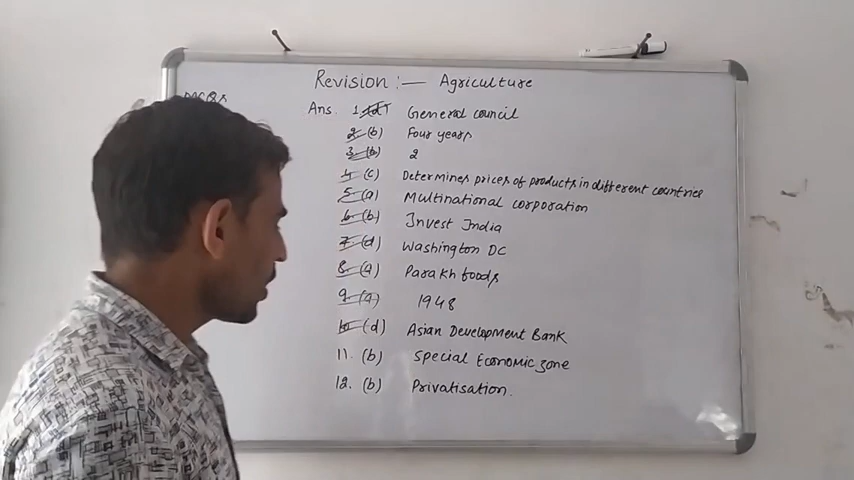 Revision :— Agriculture
MCQs
Ans. 1 (d) General council
2 (b) Four years
3 (b) 2
4 (c) Determines prices of products in different countries
5 (a) Multinational corporation
6 (b) Invest India
7 (d) Washington DC
8 (a) Parakh foods
9 (a) 1948
10 (d) Asian Development Bank
11. (b) Special Economic zone
12. (b) Privatisation.